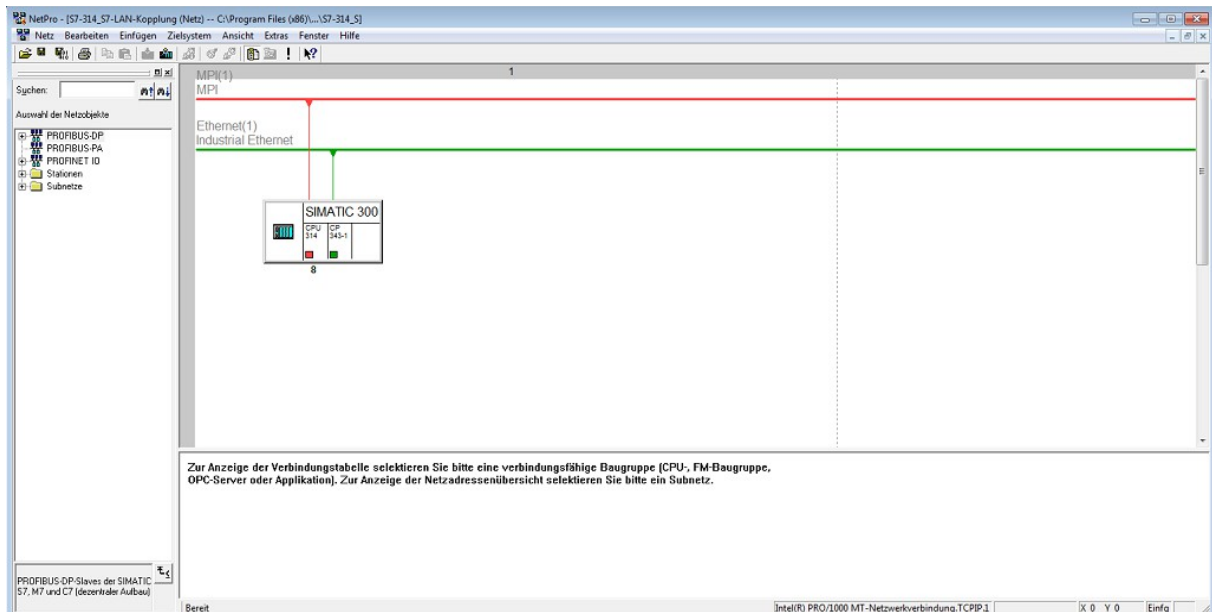 NetPro - [S7-314_S7-LAN-Kopplung (Netz) -- C:\Program Files (x86)\...\S7-314_S]
Netz Bearbeiten Einfügen Zielsystem Ansicht Extras Fenster Hilfe
Suchen:
Auswahl der Netzobjekte
PROFIBUS-DP
PROFIBUS-PA
PROFINET IO
Stationen
Subnetze
PROFIBUS-DP-Slaves der SIMATIC
S7, M7 und C7 (dezentraler Aufbau)
1
MPI(1)
MPI
Ethernet(1)
Industrial Ethernet
SIMATIC 300
CPU
314
CP
343-1
8
Zur Anzeige der Verbindungstabelle selektieren Sie bitte eine verbindungsfähige Baugruppe (CPU-, FM-Baugruppe,
OPC-Server oder Applikation). Zur Anzeige der Netzadressenübersicht selektieren Sie bitte ein Subnetz.
Bereit
Intel(R) PRO/1000 MT-Netzwerkverbindung.TCPIP.1
X 0 Y 0
Einfg